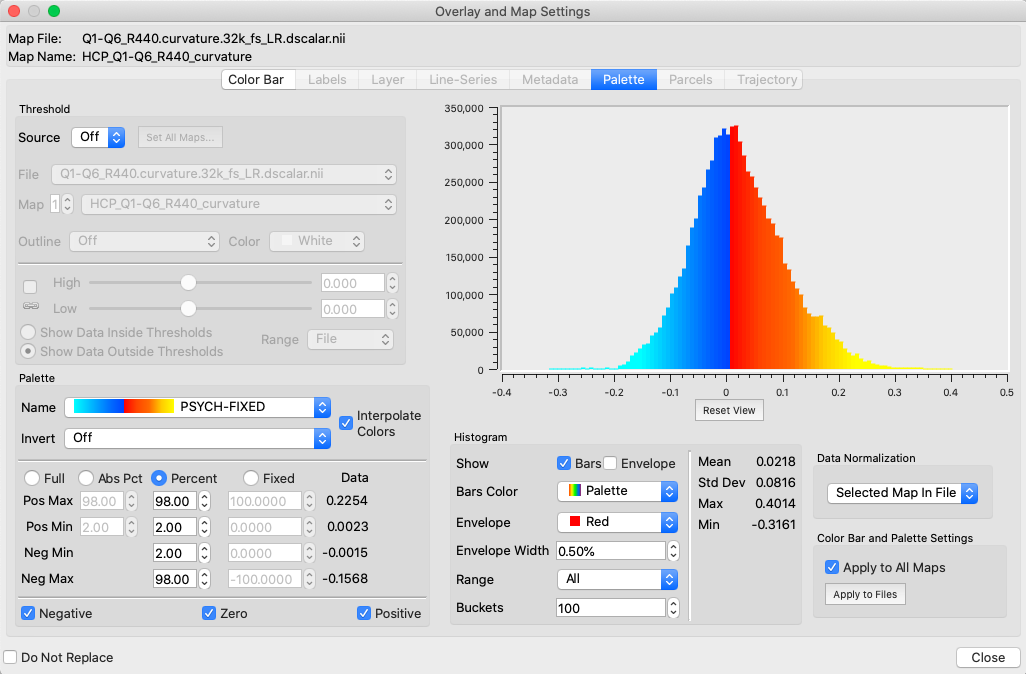 Overlay and Map Settings
Map File: Q1-Q6_R440.curvature.32k_fs_LR.dscalar.nii
Map Name: HCP_Q1-Q6_R440_curvature
Color Bar Labels Layer Line-Series Metadata Palette Parcels Trajectory
Threshold
Source Off Set All Maps...
File Q1-Q6_R440.curvature.32k_fs_LR.dscalar.nii
Map 1 HCP_Q1-Q6_R440_curvature
Outline Off Color White
High 0.000
Low 0.000
Show Data Inside Thresholds
Show Data Outside Thresholds
Range File
350,000
300,000
250,000
200,000
150,000
100,000
50,000
0
-0.4 -0.3 -0.2 -0.1 0 0.1 0.2 0.3 0.4 0.5
Reset View
Palette
Name PSYCH-FIXED
Invert Off
Interpolate
Colors
Full Abs Pct Percent Fixed Data
Pos Max 98.00 98.00 100.0000 0.2254
Pos Min 2.00 2.00 0.0000 0.0023
Neg Min 2.00 0.0000 -0.0015
Neg Max 98.00 -100.0000 -0.1568
Negative Zero Positive
Histogram
Show Bars Envelope
Bars Color Palette
Envelope Red
Envelope Width 0.50%
Range All
Buckets 100
Mean 0.0218
Std Dev 0.0816
Max 0.4014
Min -0.3161
Data Normalization
Selected Map In File
Color Bar and Palette Settings
Apply to All Maps
Apply to Files
Do Not Replace
Close